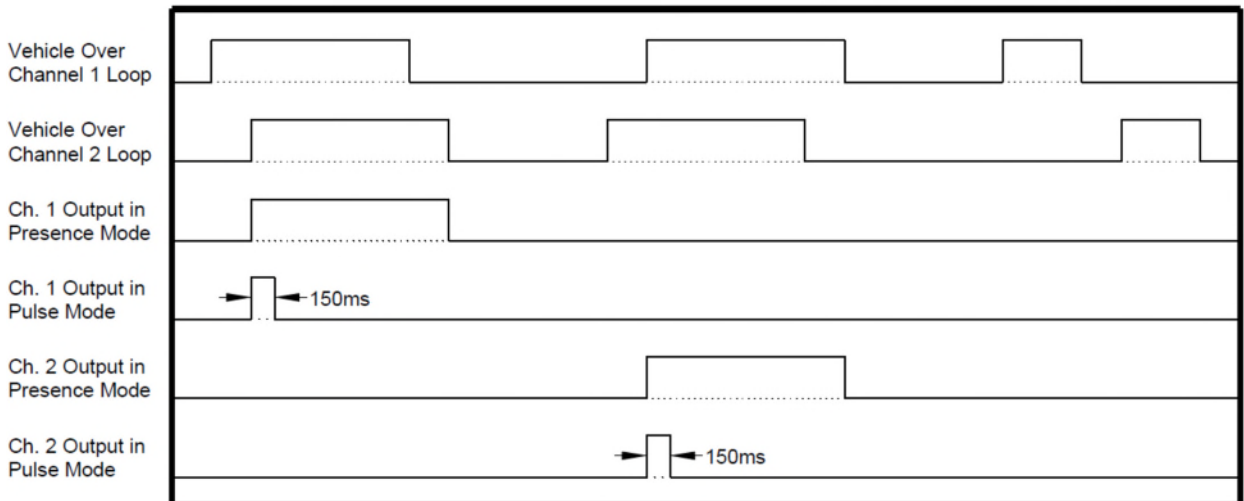 Vehicle Over
Channel 1 Loop
Vehicle Over
Channel 2 Loop
Ch. 1 Output in
Presence Mode
Ch. 1 Output in
Pulse Mode
150ms
Ch. 2 Output in
Presence Mode
Ch. 2 Output in
Pulse Mode
150ms